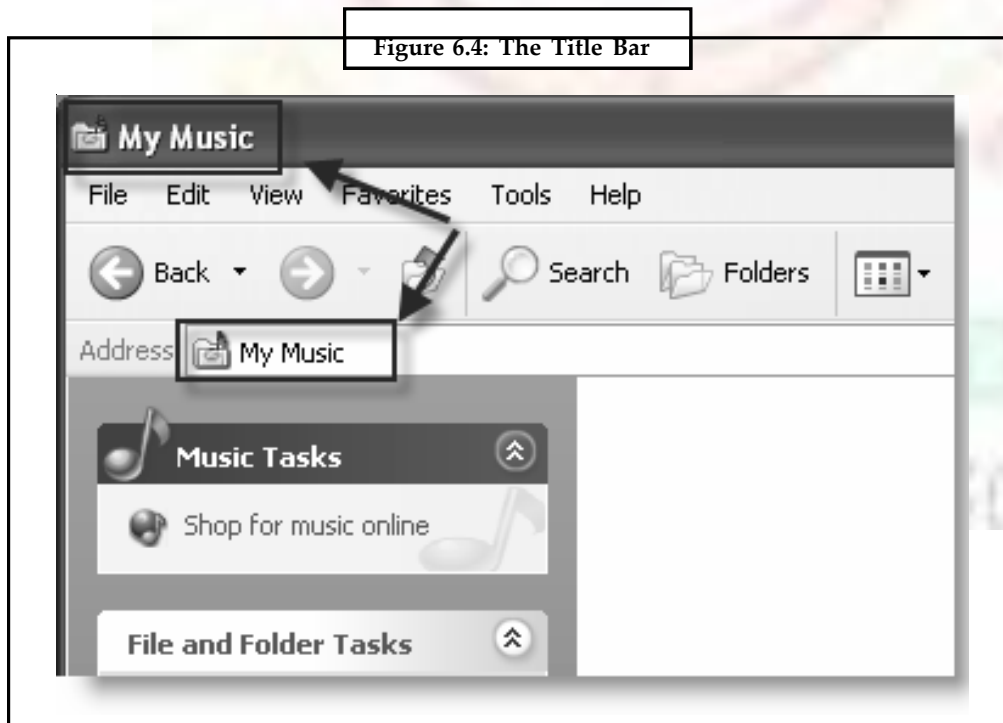 Figure 6.4: The Title Bar
My Music
File Edit View Favorites Tools Help
Back Search Folders
Address My Music
Music Tasks
Shop for music online
File and Folder Tasks